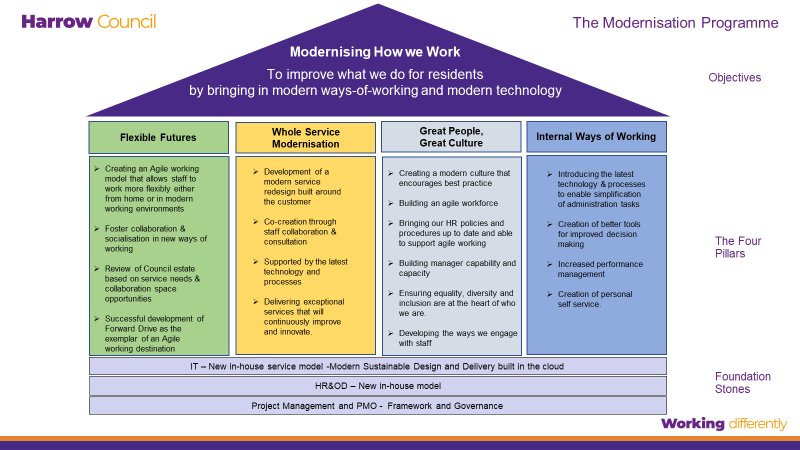 Harrow Council
The Modernisation Programme
Modernising How we Work
To improve what we do for residents
by bringing in modern ways-of-working and modern technology
Objectives
Flexible Futures
➢ Creating an Agile working
model that allows staff to
work more flexibly either
from home or in modern
working environments
➢ Foster collaboration &
socialisation in new ways of
working
➢ Review of Council estate
based on service needs &
collaboration space
opportunities
➢ Successful development of
Forward Drive as the
exemplar of an Agile
working destination
Whole Service
Modernisation
➢ Development of a
modern service
redesign built around
the customer
➢ Co-creation through
staff collaboration &
consultation
➢ Supported by the latest
technology and
processes
➢ Delivering exceptional
services that will
continuously improve
and innovate.
Great People,
Great Culture
➢ Creating a modern culture that
encourages best practice
➢ Building an agile workforce
➢ Bringing our HR policies and
procedures up to date and able
to support agile working
➢ Building manager capability and
capacity
➢ Ensuring equality, diversity and
inclusion are at the heart of who
we are.
➢ Developing the ways we engage
with staff
Internal Ways of Working
➢ Introducing the latest
technology & processes
to enable simplification
of administration tasks
➢ Creation of better tools
for improved decision
making
➢ Increased performance
management
➢ Creation of personal
self service.
The Four
Pillars
IT – New in-house service model -Modern Sustainable Design and Delivery built in the cloud
HR&OD – New in-house model
Project Management and PMO - Framework and Governance
Foundation
Stones
Working differently